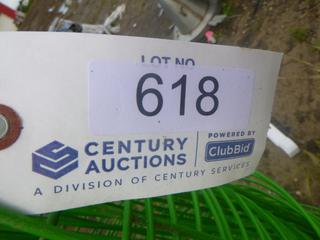 LOT NO.
618
CENTURY
AUCTIONS
POWERED BY
ClubBid
A DIVISION OF CENTURY SERVICES